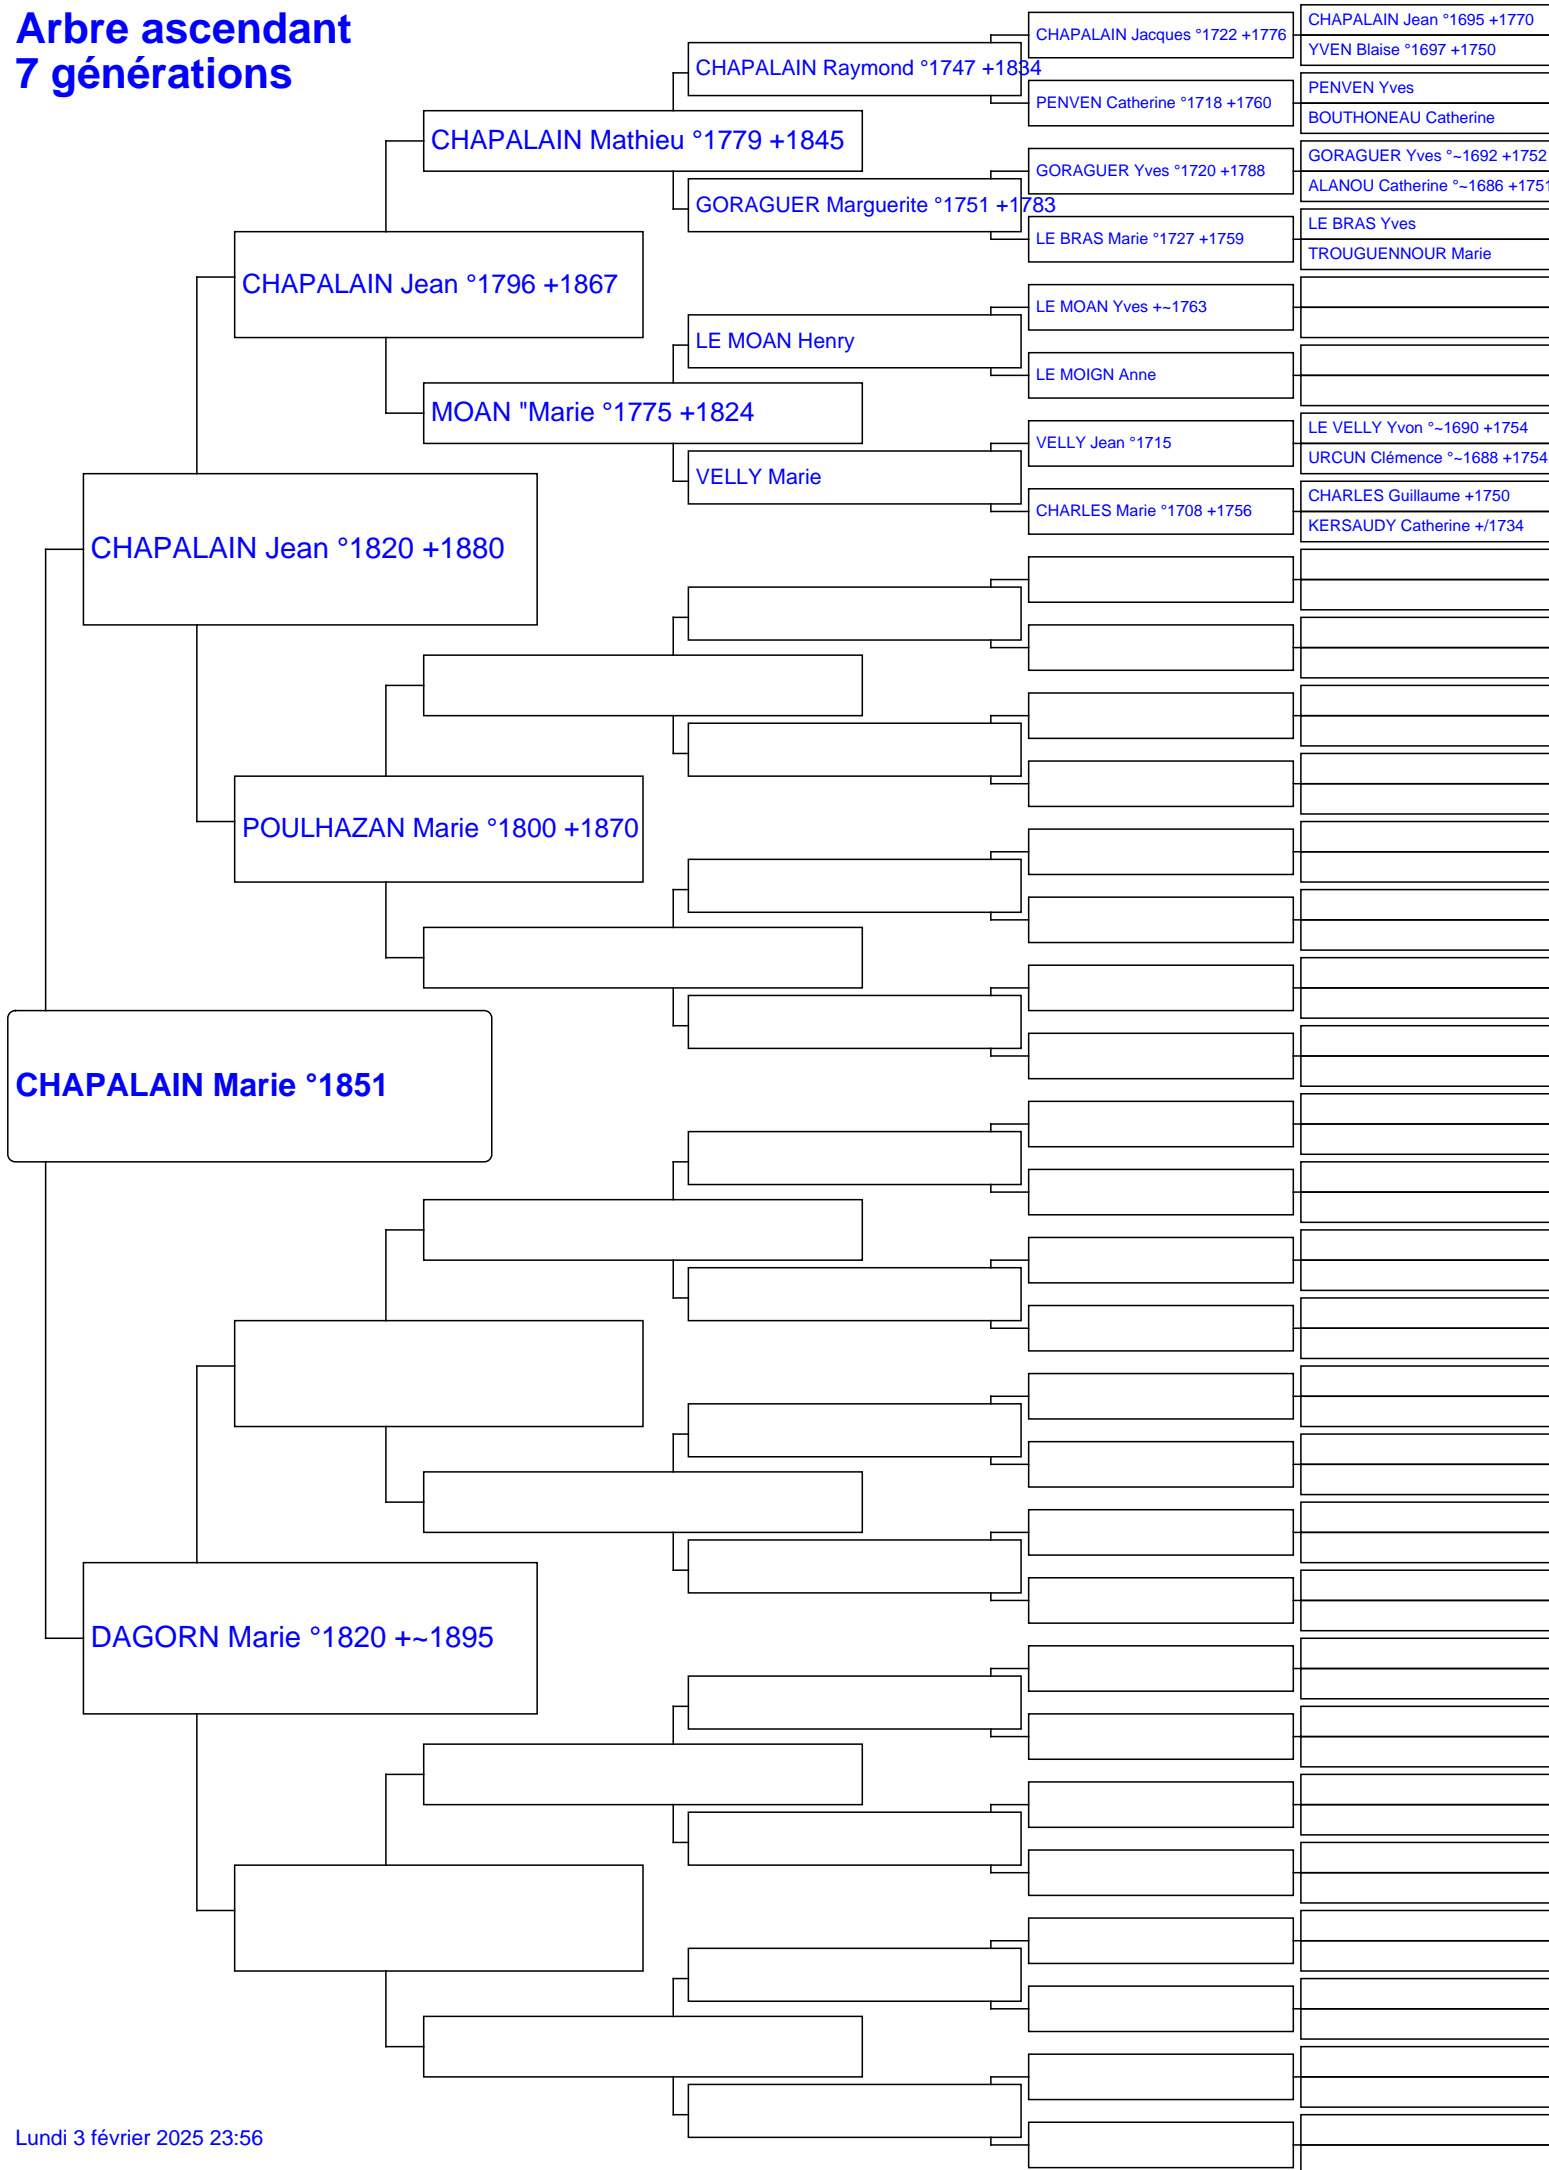 Arbre ascendant
7 générations
CHAPALAIN Jean °1695 +1770
CHAPALAIN Jacques °1722 +1776
YVEN Blaise °1697 +1750
CHAPALAIN Raymond °1747 +1834
PENVEN Yves
PENVEN Catherine °1718 +1760
BOUTHONEAU Catherine
CHAPALAIN Mathieu °1779 +1845
GORAGUER Yves °~1692 +1752
GORAGUER Yves °1720 +1788
ALANOU Catherine °~1686 +1751
GORAGUER Marguerite °1751 +1783
LE BRAS Yves
LE BRAS Marie °1727 +1759
TROUGUENNOUR Marie
CHAPALAIN Jean °1796 +1867
LE MOAN Yves +~1763
LE MOAN Henry
LE MOIGN Anne
MOAN "Marie °1775 +1824
LE VELLY Yvon °~1690 +1754
VELLY Jean °1715
URCUN Clémence °~1688 +1754
VELLY Marie
CHARLES Guillaume +1750
CHARLES Marie °1708 +1756
KERSAUDY Catherine +/1734
CHAPALAIN Jean °1820 +1880
POULHAZAN Marie °1800 +1870
CHAPALAIN Marie °1851
DAGORN Marie °1820 +~1895
Lundi 3 février 2025 23:56